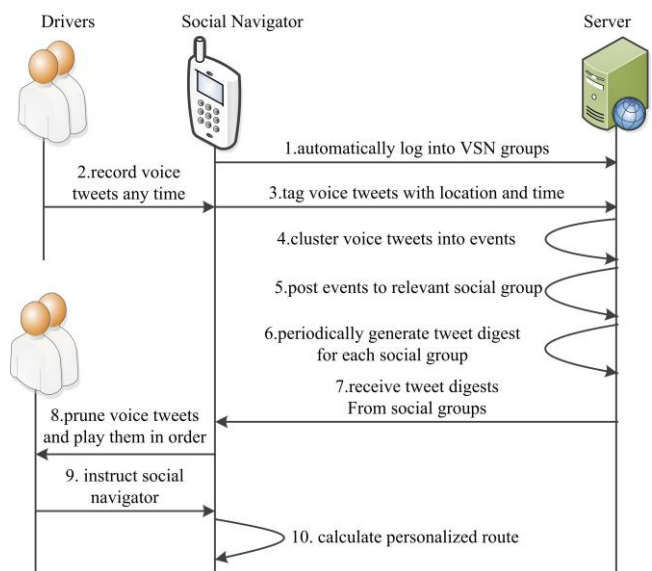 Drivers
Social Navigator
Server
1.automatically log into VSN groups
2.record voice
tweets any time
3.tag voice tweets with location and time
4.cluster voice tweets into events
5.post events to relevant social group
6.periodically generate tweet digest
for each social group
7.receive tweet digests
From social groups
8.prune voice tweets
and play them in order
9. instruct social
navigator
10. calculate personalized route